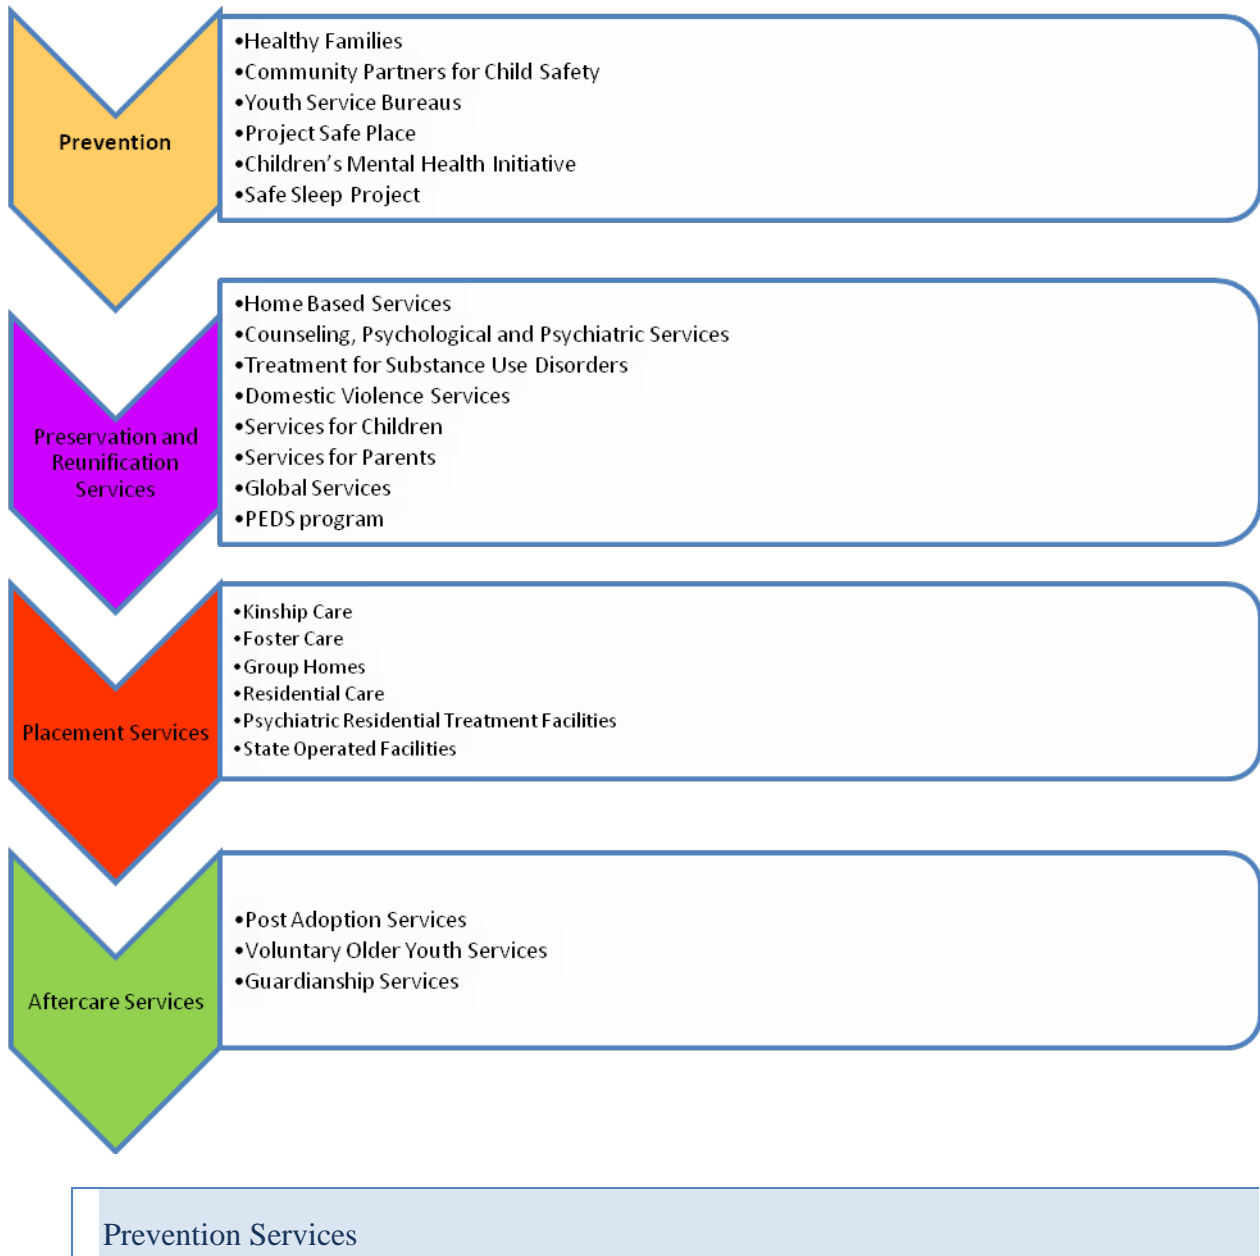 Prevention
•Healthy Families
•Community Partners for Child Safety
•Youth Service Bureaus
•Project Safe Place
•Children’s Mental Health Initiative
•Safe Sleep Project
Preservation and
Reunification
Services
•Home Based Services
•Counseling, Psychological and Psychiatric Services
•Treatment for Substance Use Disorders
•Domestic Violence Services
•Services for Children
•Services for Parents
•Global Services
•PEDS program
Placement Services
•Kinship Care
•Foster Care
•Group Homes
•Residential Care
•Psychiatric Residential Treatment Facilities
•State Operated Facilities
Aftercare Services
•Post Adoption Services
•Voluntary Older Youth Services
•Guardianship Services
Prevention Services